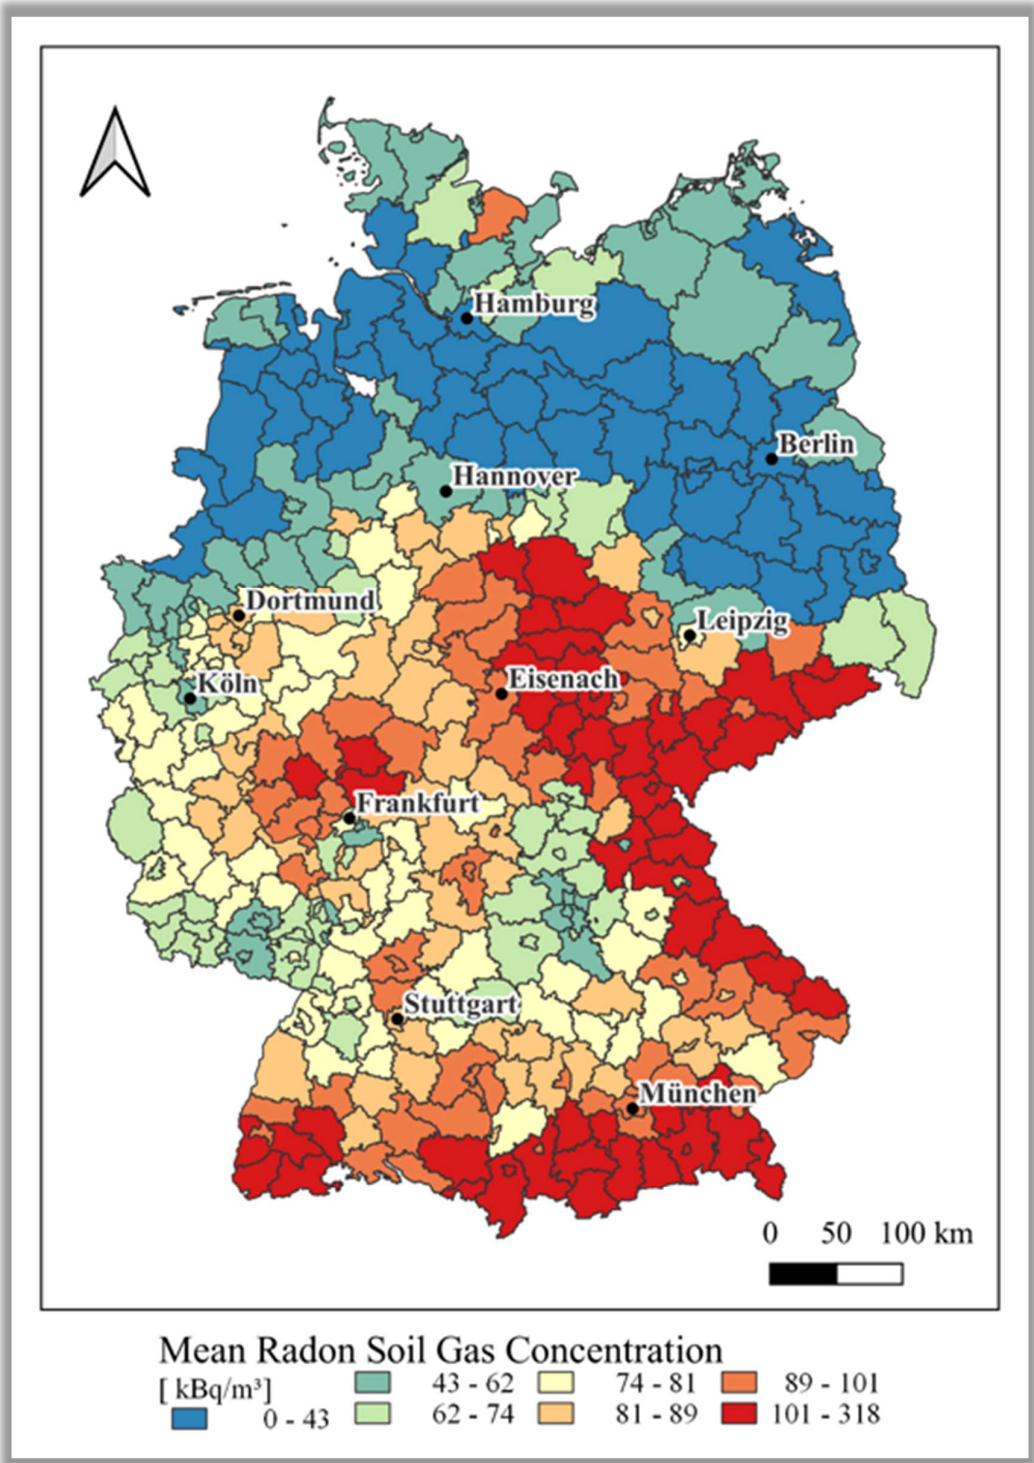 Hamburg
Berlin
Hannover
Dortmund
Leipzig
Köln
Eisenach
Frankfurt
Stuttgart
München
0 50 100 km
Mean Radon Soil Gas Concentration
[ kBq/m³]
0 - 43
43 - 62
62 - 74
74 - 81
81 - 89
89 - 101
101 - 318